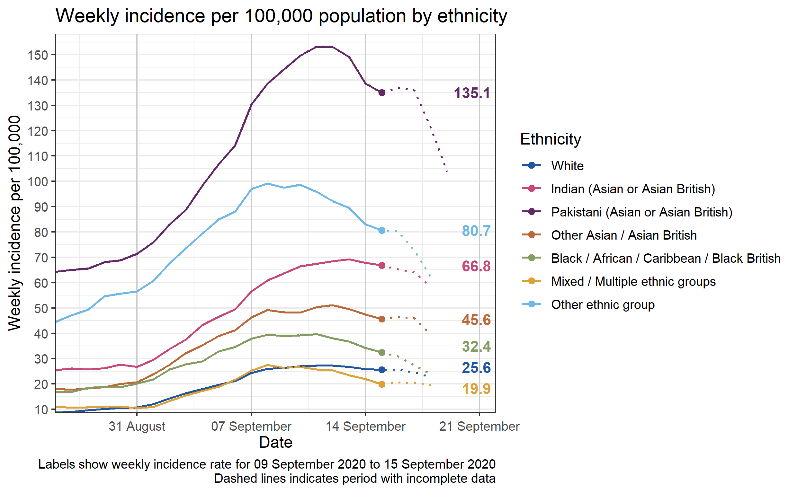 Weekly incidence per 100,000 population by ethnicity
Weekly incidence per 100,000
150
140
130
120
110
100
90
80
70
60
50
40
30
20
10
135.1
80.7
66.8
45.6
32.4
25.6
19.9
31 August
07 September
14 September
21 September
Date
Ethnicity
White
Indian (Asian or Asian British)
Pakistani (Asian or Asian British)
Other Asian / Asian British
Black / African / Caribbean / Black British
Mixed / Multiple ethnic groups
Other ethnic group
Labels show weekly incidence rate for 09 September 2020 to 15 September 2020
Dashed lines indicates period with incomplete data